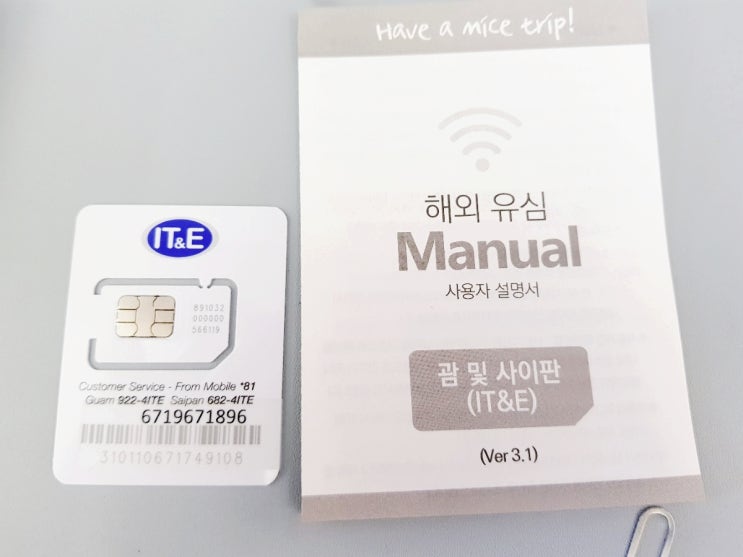 IT&E
891032
000000
566119
Customer Service - From Mobile *81
Guam 922-4ITE Saipan 682-4ITE
6719671896
310110671749108
Have a nice trip!
해외 유심
Manual
사용자 설명서
괌 및 사이판
(IT&E)
(Ver 3.1)